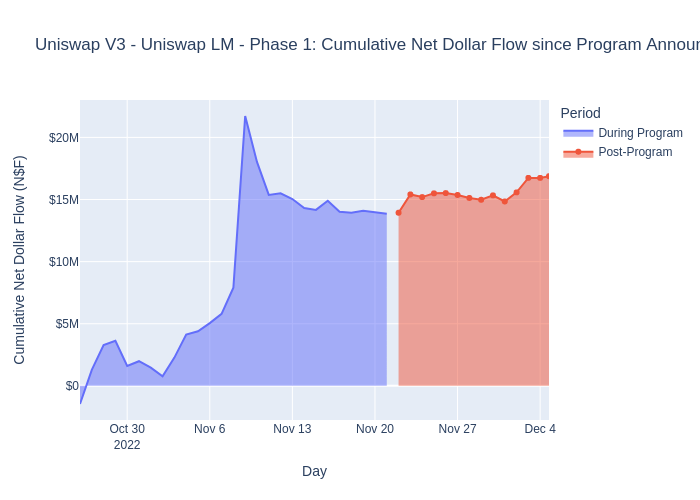 Uniswap V3 - Uniswap LM - Phase 1: Cumulative Net Dollar Flow since Program Announ
Period
During Program
Post-Program
Cumulative Net Dollar Flow (N$F)
$20M
$15M
$10M
$5M
$0
Oct 30
2022
Nov 6
Nov 13
Nov 20
Nov 27
Dec 4
Day